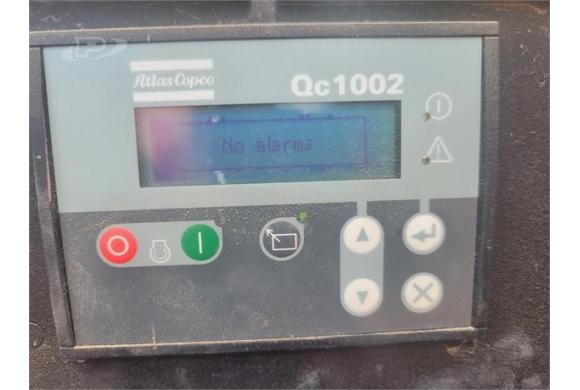 Atlas Copco
Qc1002
No alarms